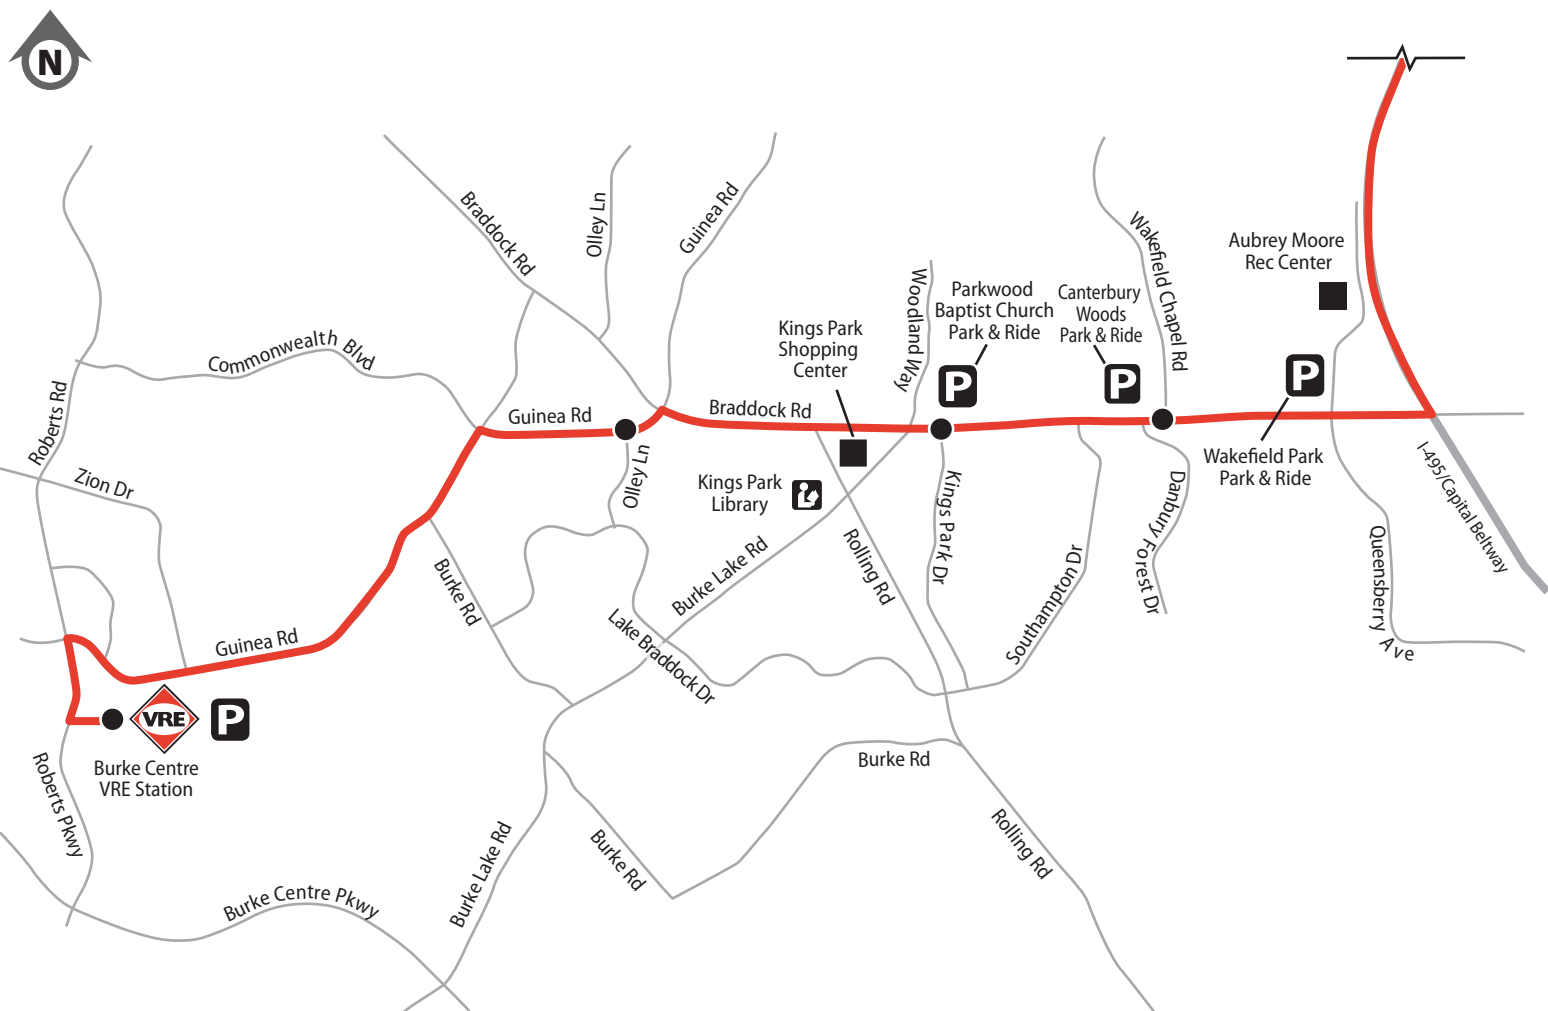 N
Braddock Rd
Olley Ln
Guinea Rd
Wakefield Chapel Rd
Aubrey Moore
Rec Center
Woodland Way
Parkwood
Baptist Church
Park & Ride
Canterbury
Woods
Park & Ride
Kings Park
Shopping
Center
Commonwealth Blvd
Roberts Rd
P
P
P
Guinea Rd
Braddock Rd
Olley Ln
Zion Dr
Kings Park
Library
Wakefield Park
Park & Ride
I-495/Capital Beltway
Kings Park Dr
Danbury Forest Dr
Queensberry Ave
Burke Rd
Burke Lake Rd
Rolling Rd
Southampton Dr
Guinea Rd
Lake Braddock Dr
VRE
P
Burke Centre
VRE Station
Roberts Pkwy
Burke Rd
Burke Lake Rd
Burke Rd
Rolling Rd
Burke Centre Pkwy